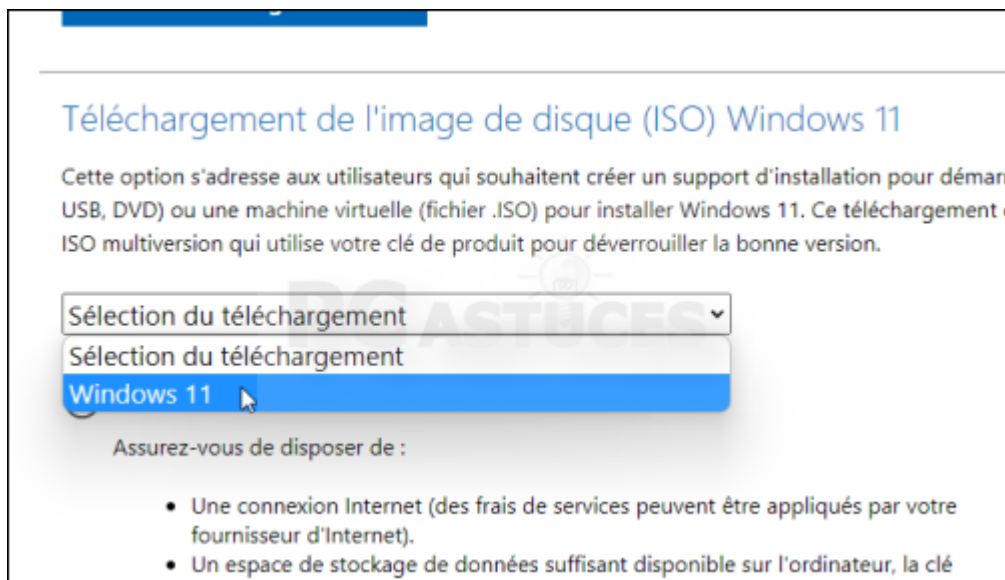 Téléchargement de l'image de disque (ISO) Windows 11
Cette option s'adresse aux utilisateurs qui souhaitent créer un support d'installation pour
USB, DVD) ou une machine virtuelle (fichier .ISO) pour installer Windows 11. Ce téléchargement
ISO multiversion qui utilise votre clé de produit pour déverrouiller la bonne version.
PC ASTUCES
Sélection du téléchargement
Sélection du téléchargement
Windows 11
Assurez-vous de disposer de :
• Une connexion Internet (des frais de services peuvent être appliqués par votre
fournisseur d'Internet).
• Un espace de stockage de données suffisant disponible sur l'ordinateur, la clé